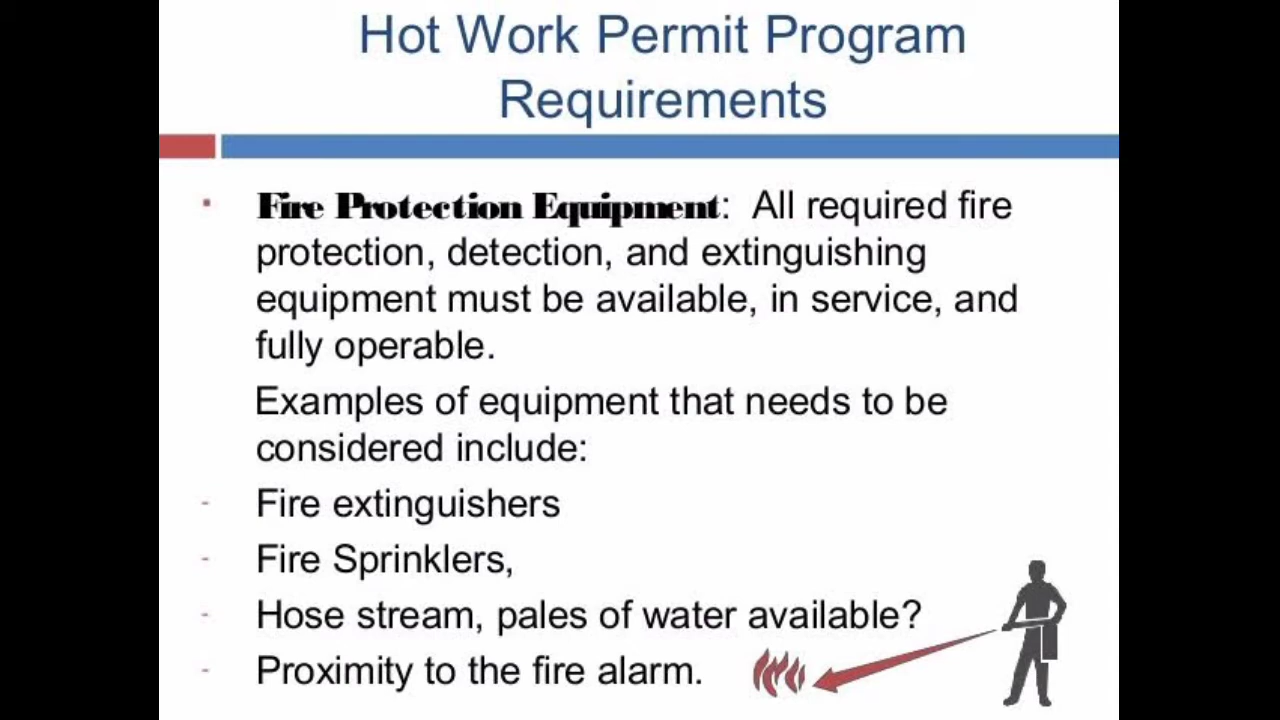 Hot Work Permit Program
Requirements
Fire Protection Equipment: All required fire
protection, detection, and extinguishing
equipment must be available, in service, and
fully operable.
Examples of equipment that needs to be
considered include:
- Fire extinguishers
- Fire Sprinklers,
- Hose stream, pales of water available?
- Proximity to the fire alarm.